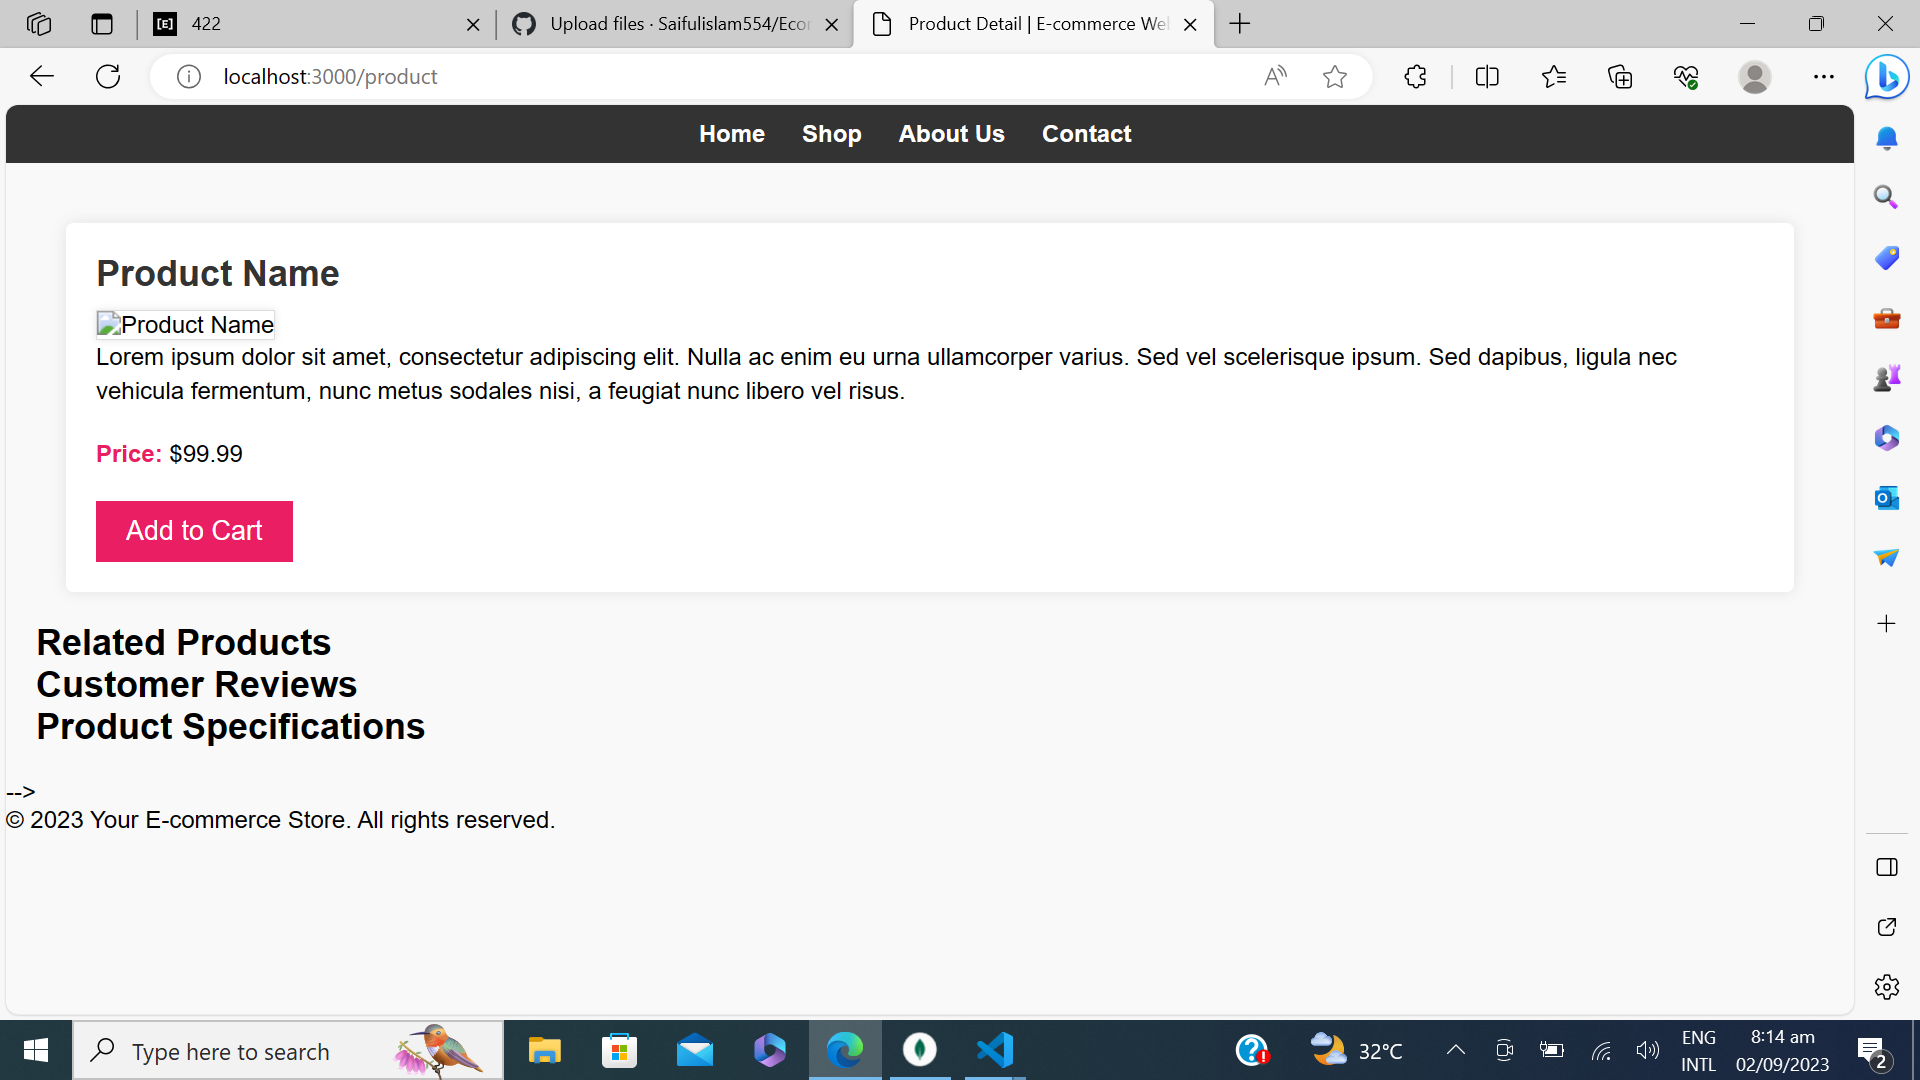 422
Upload files · Saifulislam554/Ecor
Product Detail | E-commerce Wel
localhost:3000/product
Home Shop About Us Contact
Product Name
Product Name
Lorem ipsum dolor sit amet, consectetur adipiscing elit. Nulla ac enim eu urna ullamcorper varius. Sed vel scelerisque ipsum. Sed dapibus, ligula nec
vehicula fermentum, nunc metus sodales nisi, a feugiat nunc libero vel risus.
Price: $99.99
Add to Cart
Related Products
Customer Reviews
Product Specifications
-->
© 2023 Your E-commerce Store. All rights reserved.
Type here to search
32°C
ENG
INTL
8:14 am
02/09/2023
2